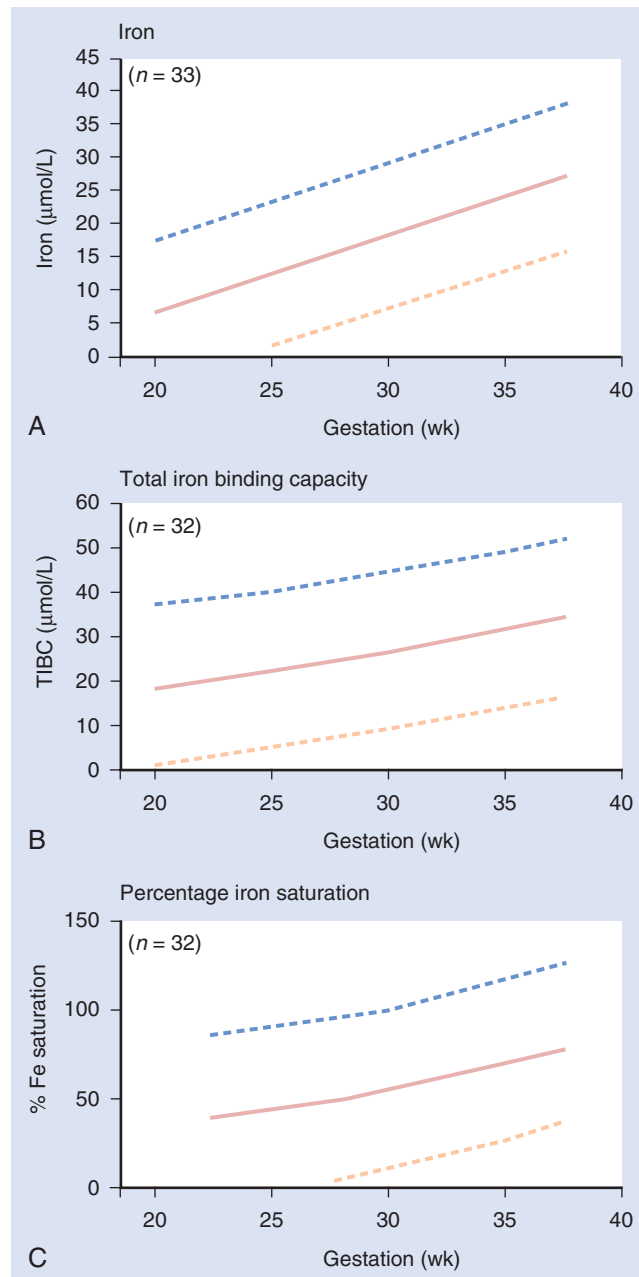 Iron
(n = 33)
45
40
35
30
25
20
15
10
5
0
Iron (µmol/L)
20 25 30 35 40
Gestation (wk)
A
Total iron binding capacity
(n = 32)
60
50
40
30
20
10
0
TIBC (µmol/L)
20 25 30 35 40
Gestation (wk)
B
Percentage iron saturation
(n = 32)
150
100
50
0
% Fe saturation
20 25 30 35 40
Gestation (wk)
C